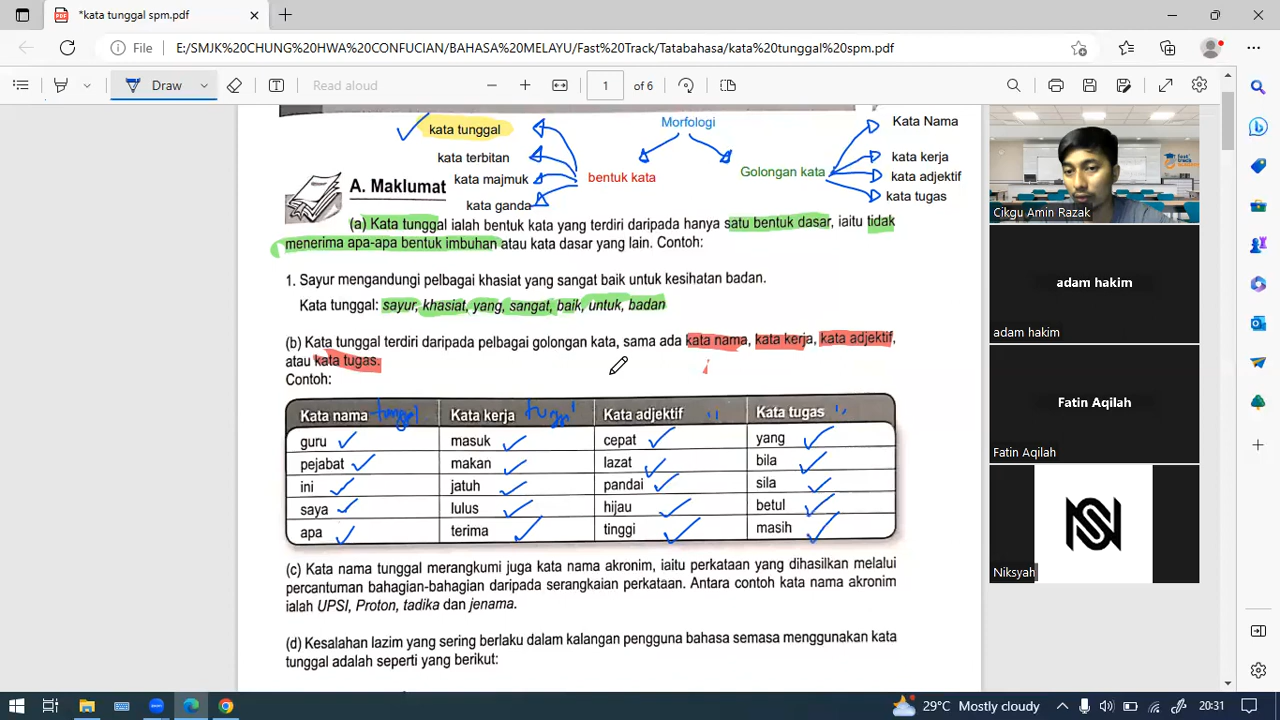 *kata tunggal spm.pdf
File
E:/SMJK%20CHUNG%20HWA%20CONFUCIAN/BAHASA%20MELAYU/Fast%20Track/Tatabahasa/kata%20tunggal%20spm.pdf
Draw
Read aloud
1 of 6
kata tunggal
kata terbitan
kata majmuk
kata ganda
bentuk kata
Morfologi
Golongan kata
Kata Nama
kata kerja
kata adjektif
kata tugas
A. Maklumat
(a) Kata tunggal ialah bentuk kata yang terdiri daripada hanya satu bentuk dasar, iaitu tidak
menerima apa-apa bentuk imbuhan atau kata dasar yang lain. Contoh:
1. Sayur mengandungi pelbagai khasiat yang sangat baik untuk kesihatan badan.
Kata tunggal: sayur, khasiat, yang, sangat, baik, untuk, badan
(b) Kata tunggal terdiri daripada pelbagai golongan kata, sama ada kata nama, kata kerja, kata adjektif,
atau kata tugas.
Contoh:
Kata nama tunggal Kata kerja Kata adjektif Kata tugas
guru masuk cepat yang
pejabat makan lazat bila
ini jatuh pandai sila
saya lulus hijau betul
apa terima tinggi masih
(c) Kata nama tunggal merangkumi juga kata nama akronim, iaitu perkataan yang dihasilkan melalui
percantuman bahagian-bahagian daripada serangkaian perkataan. Antara contoh kata nama akronim
ialah UPSI, Proton, tadika dan jenama.
(d) Kesalahan lazim yang sering berlaku dalam kalangan pengguna bahasa semasa menggunakan kata
tunggal adalah seperti yang berikut:
Cikgu Amin Razak
adam hakim
adam hakim
Fatin Aqilah
Fatin Aqilah
NS
Niksyah
29°C Mostly cloudy
20:31